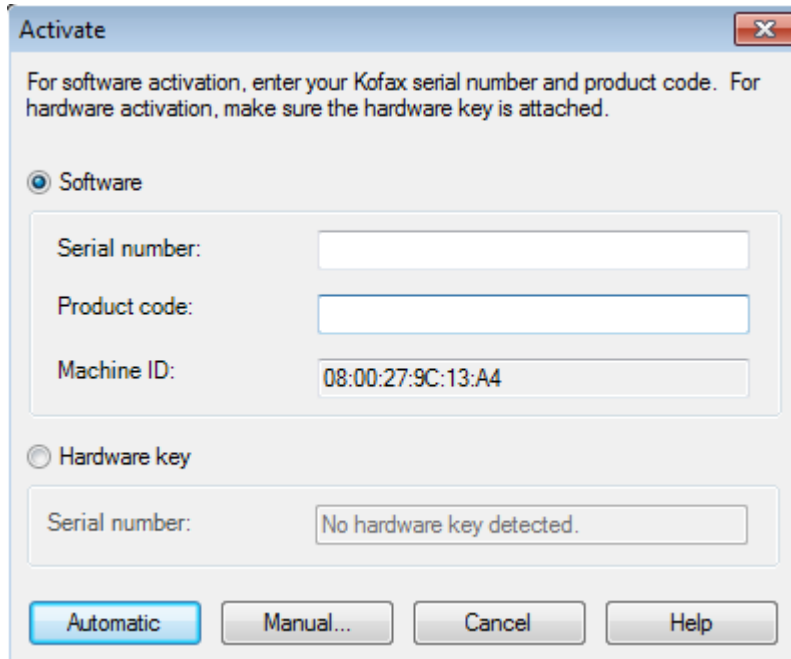 Activate
For software activation, enter your Kofax serial number and product code.  For
hardware activation, make sure the hardware key is attached.
Software
Serial number:
Product code:
Machine ID: 08:00:27:9C:13:A4
Hardware key
Serial number: No hardware key detected.
Automatic Manual... Cancel Help